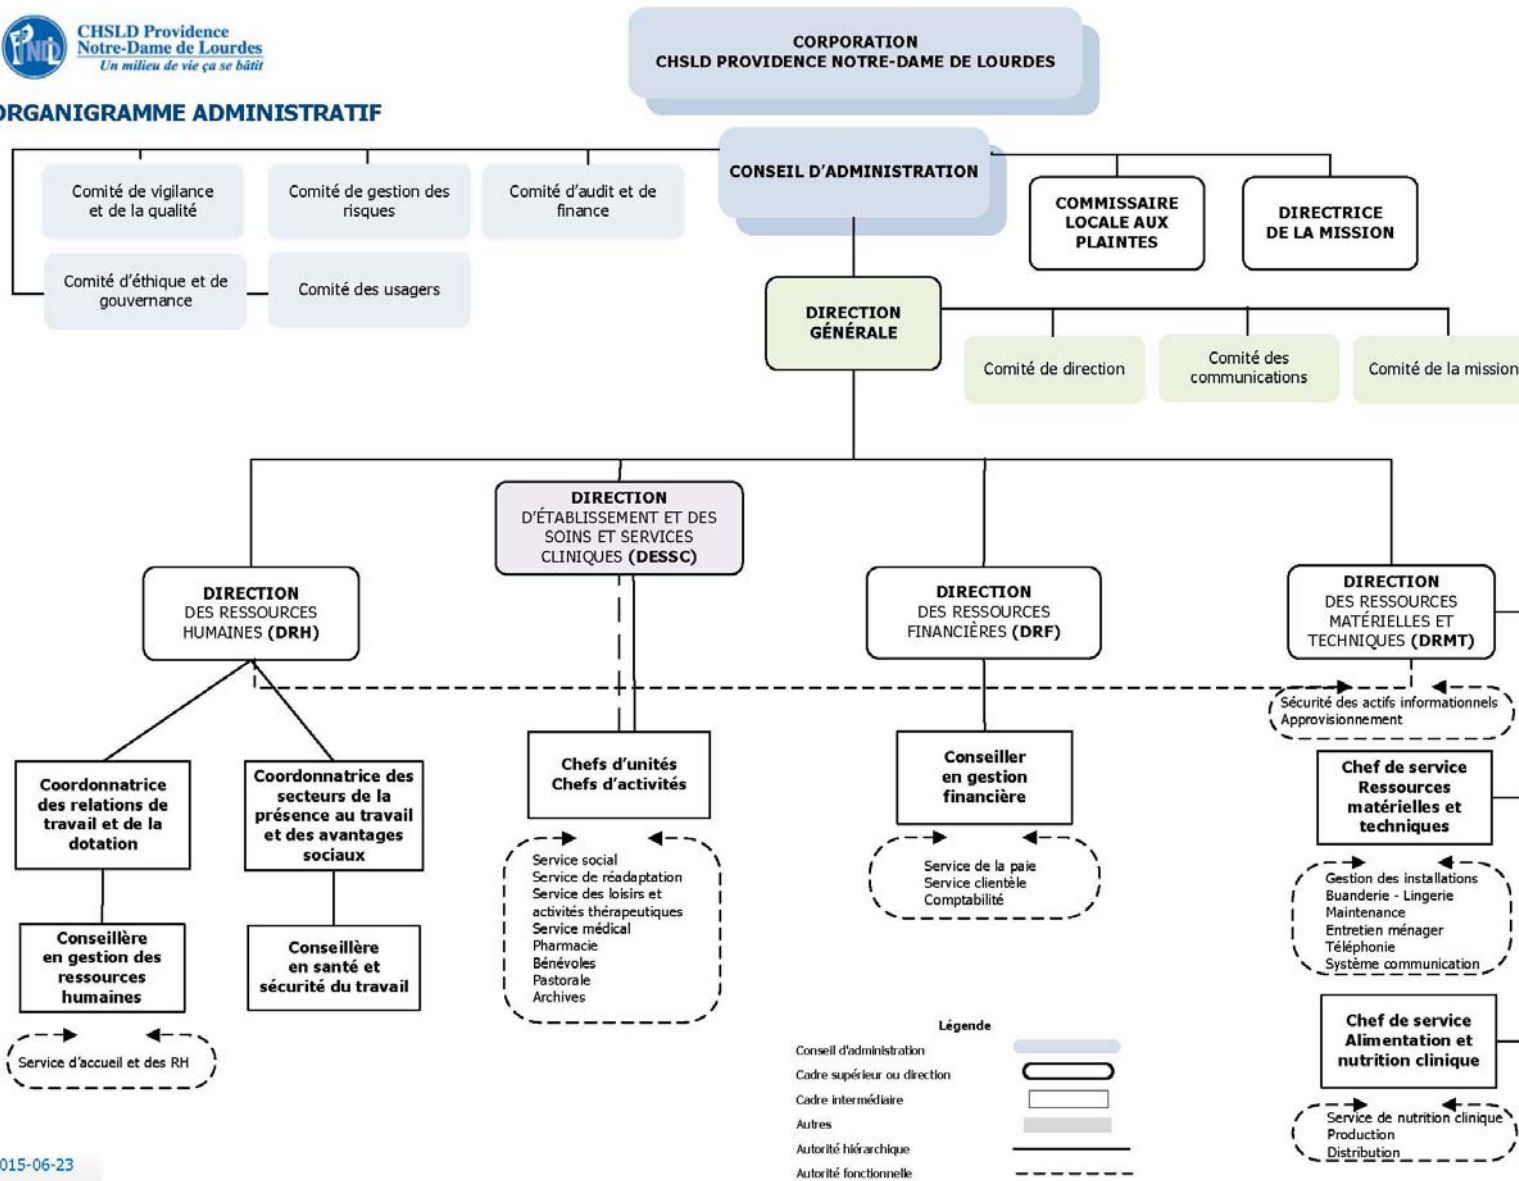 CHSLD Providence
Notre-Dame de Lourdes
Un milieu de vie ça se bâtit
ORGANIGRAMME ADMINISTRATIF
CORPORATION
CHSLD PROVIDENCE NOTRE-DAME DE LOURDES
CONSEIL D'ADMINISTRATION
Comité de vigilance
et de la qualité
Comité de gestion des
risques
Comité d'audit et de
finance
Comité d'éthique et de
gouvernance
Comité des usagers
COMMISSAIRE
LOCALE AUX
PLAINTES
DIRECTRICE
DE LA MISSION
DIRECTION
GÉNÉRALE
Comité de direction
Comité des
communications
Comité de la mission
DIRECTION
DES RESSOURCES
HUMAINES (DRH)
DIRECTION
D'ÉTABLISSEMENT ET DES
SOINS ET SERVICES
CLINIQUES (DESSC)
DIRECTION
DES RESSOURCES
FINANCIÈRES (DRF)
DIRECTION
DES RESSOURCES
MATÉRIELLES ET
TECHNIQUES (DRMT)
Sécurité des actifs informationnels
Approvisionnement
Coordonnatrice
des relations de
travail et de la
dotation
Coordonnatrice des
secteurs de la
présence au travail
et des avantages
sociaux
Chefs d'unités
Chefs d'activités
Conseiller
en gestion
financière
Chef de service
Ressources
matérielles et
techniques
Service social
Service de réadaptation
Service des loisirs et
activités thérapeutiques
Service médical
Pharmacie
Bénévoles
Pastorale
Archives
Service de la paie
Service clientèle
Comptabilité
Gestion des installations
Buanderie - Lingerie
Maintenance
Entretien ménager
Téléphonie
Système communication
Conseillère
en gestion des
ressources
humaines
Conseillère
en santé et
sécurité du travail
Service d'accueil et des RH
Chef de service
Alimentation et
nutrition clinique
Service de nutrition clinique
Production
Distribution
Légende
Conseil d'administration
Cadre supérieur ou direction
Cadre intermédiaire
Autres
Autorité hiérarchique
Autorité fonctionnelle
015-06-23